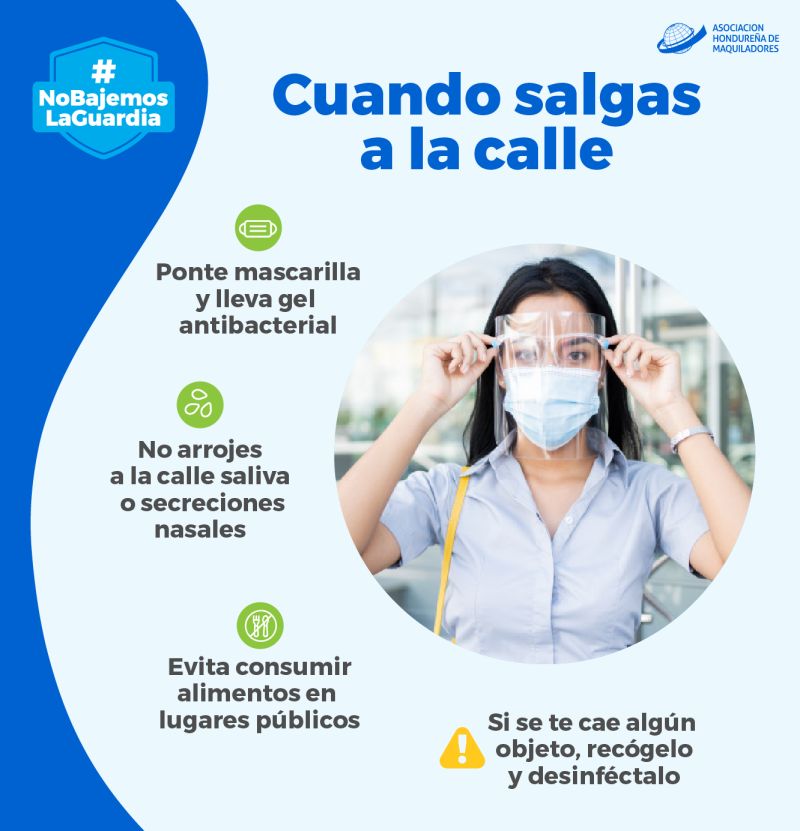 #
NoBajemos
LaGuardia
ASOCIACION
HONDUREÑA DE
MAQUILADORES
Cuando salgas
a la calle
Ponte mascarilla
y lleva gel
antibacterial
No arrojes
a la calle saliva
o secreciones
nasales
Evita consumir
alimentos en
lugares públicos
Si se te cae algún
objeto, recógelo
y desinféctalo